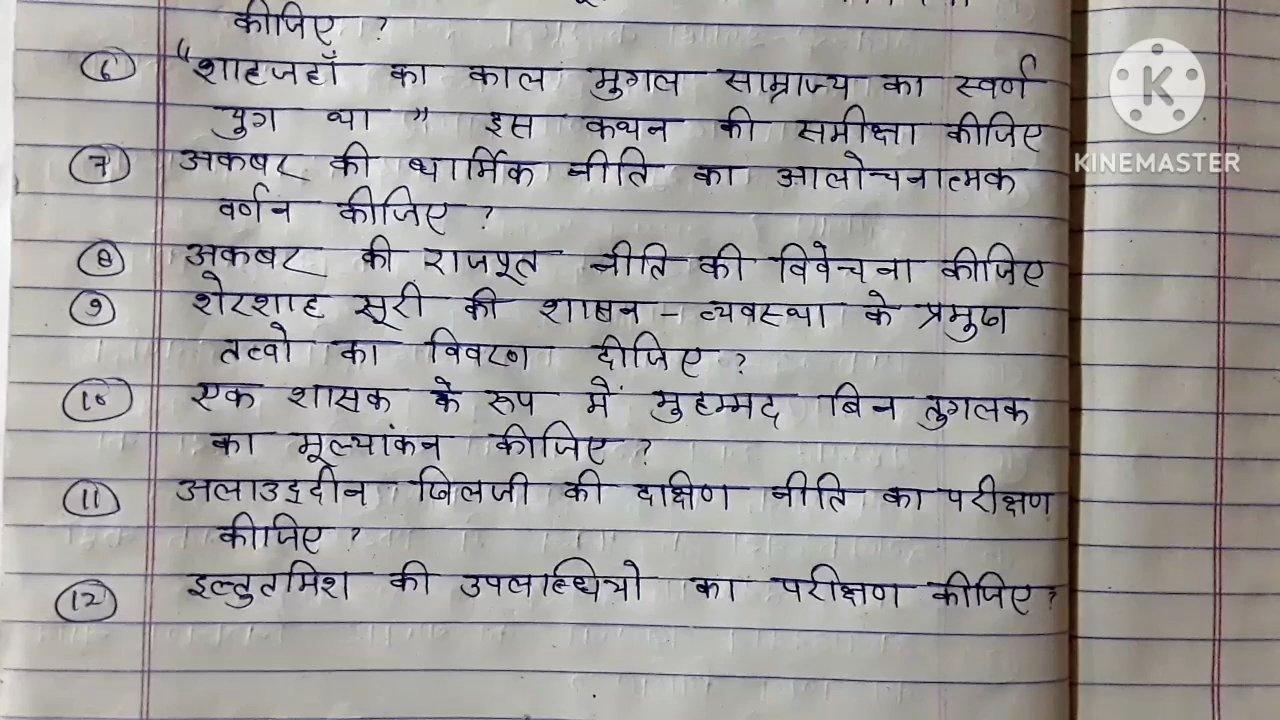 कीजिए ?
(6) "शाहजहाँ का काल मुगल साम्राज्य का स्वर्ण
युग था" इस कथन की समीक्षा कीजिए
(7) अकबर की धार्मिक नीति का आलोचनात्मक
वर्णन कीजिए ?
(8) अकबर की राजपूत नीति की विवेचना कीजिए
(9) शेरशाह सूरी की शासन - व्यवस्था के प्रमुख
तत्वो का विवरण दीजिए ?
(10) एक शासक के रूप में मुहम्मद बिन तुगलक
का मूल्यांकन कीजिए ?
(11) अलाउद्दीन खिलजी की दक्षिण नीति का परीक्षण
कीजिए ?
(12) इल्तुतमिश की उपलब्धियो का परीक्षण कीजिए ?
KINEMASTER